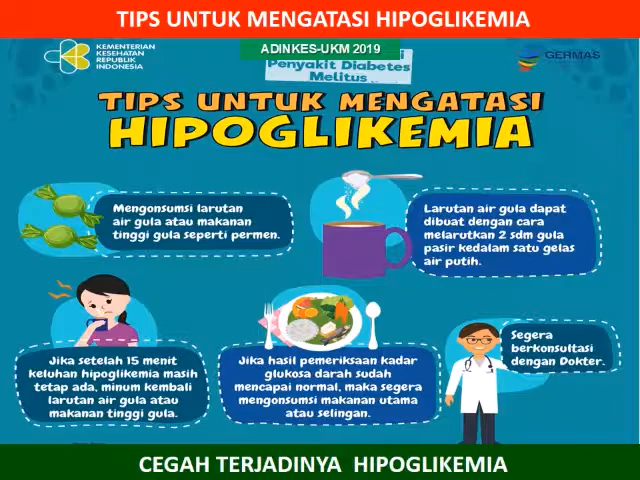 TIPS UNTUK MENGATASI HIPOGLIKEMIA
KEMENTERIAN
KESEHATAN
REPUBLIK
INDONESIA
ADINKES-UKM 2019
Penyakit Diabetes
Melitus
GERMAS
TIPS UNTUK MENGATASI
HIPOGLIKEMIA
Mengonsumsi larutan
air gula atau makanan
tinggi gula seperti permen.
Larutan air gula dapat
dibuat dengan cara
melarutkan 2 sdm gula
pasir kedalam satu gelas
air putih.
Jika setelah 15 menit
keluhan hipoglikemia masih
tetap ada, minum kembali
larutan air gula atau
makanan tinggi gula.
Jika hasil pemeriksaan kadar
glukosa darah sudah
mencapai normal, maka segera
mengonsumsi makanan utama
atau selingan.
Segera
berkonsultasi
dengan Dokter.
CEGAH TERJADINYA HIPOGLIKEMIA